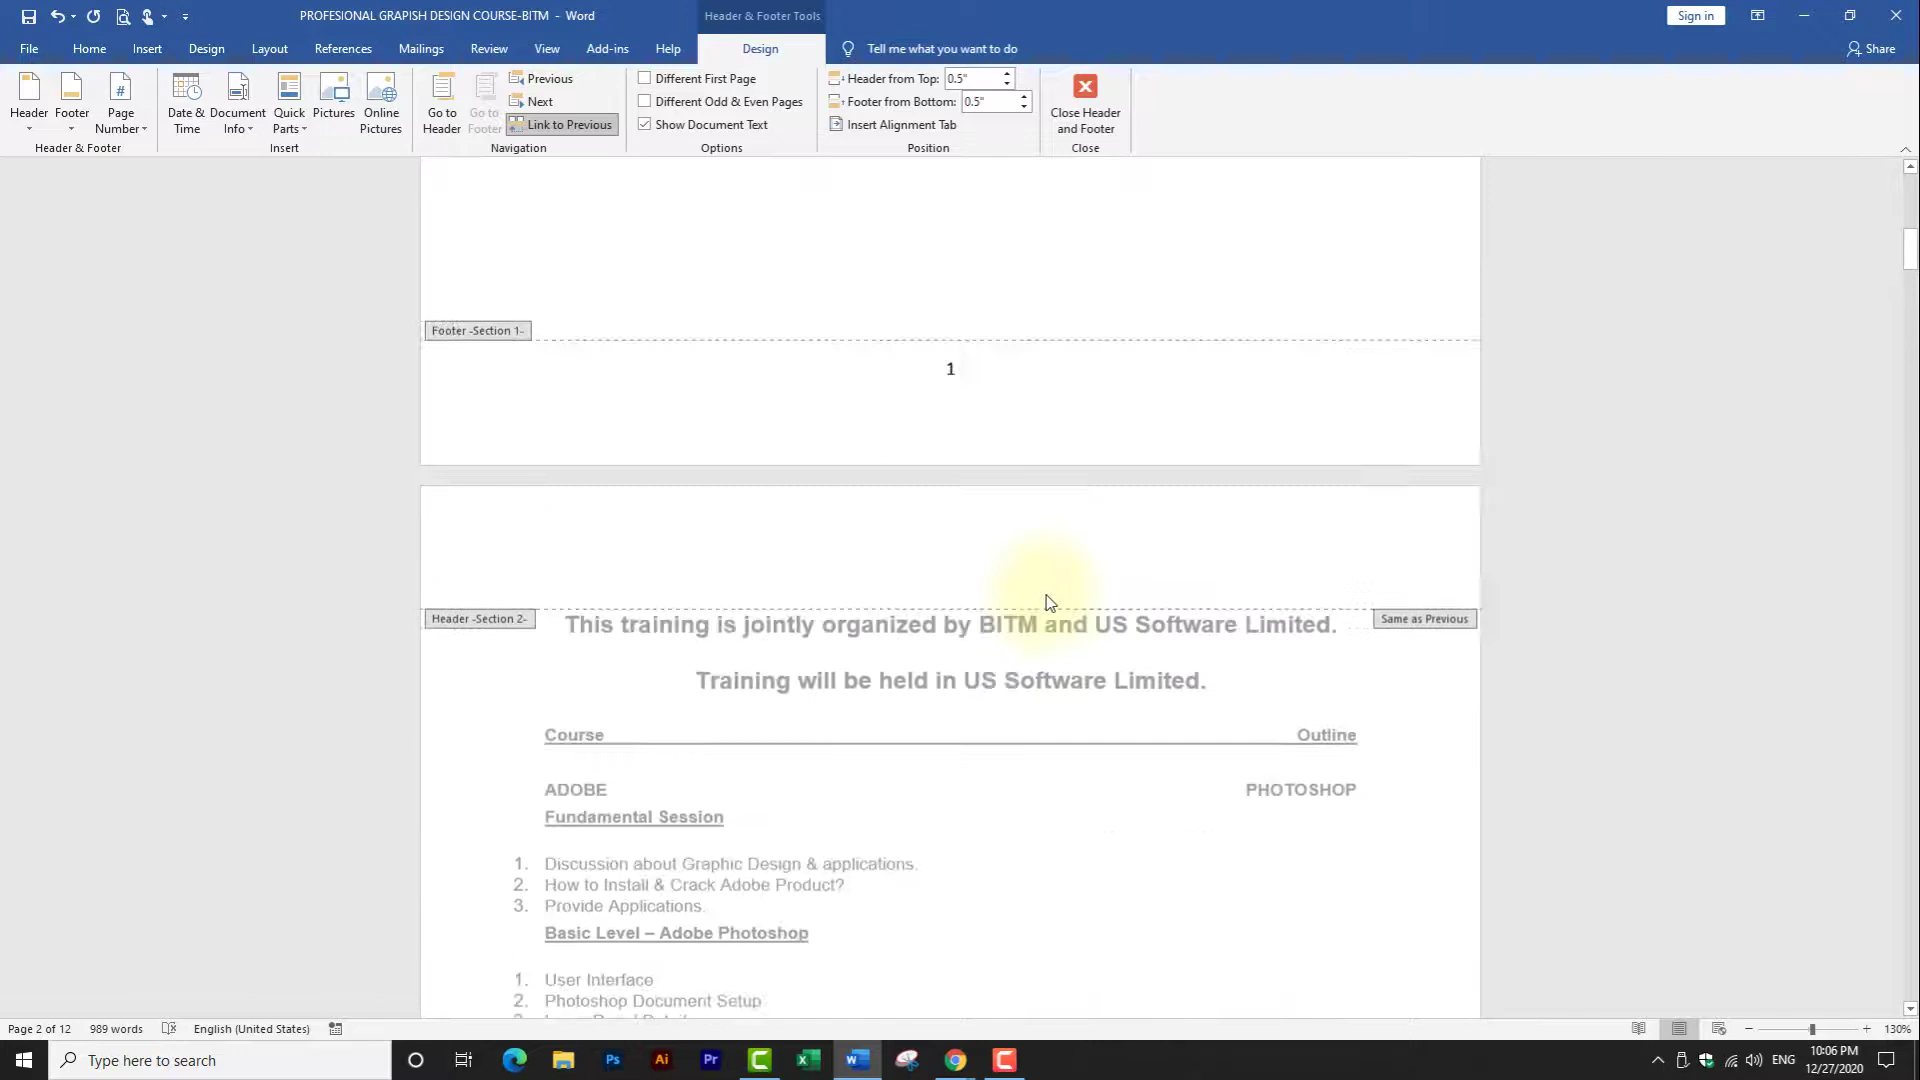 PROFESIONAL GRAPISH DESIGN COURSE-BITM - Word
Header & Footer Tools
Sign in
File Home Insert Design Layout References Mailings Review View Add-ins Help Design Tell me what you want to do Share
Header
Footer
Page Number
Header & Footer
Date & Time
Document Info
Quick Parts
Pictures
Online Pictures
Insert
Go to Header
Go to Footer
Previous
Next
Link to Previous
Navigation
Different First Page
Different Odd & Even Pages
Show Document Text
Options
Header from Top: 0.5"
Footer from Bottom: 0.5"
Insert Alignment Tab
Position
Close Header and Footer
Close
Footer -Section 1-
1
Header -Section 2-
Same as Previous
This training is jointly organized by BITM and US Software Limited.
Training will be held in US Software Limited.
Course Outline
ADOBE PHOTOSHOP
Fundamental Session
1. Discussion about Graphic Design & applications.
2. How to Install & Crack Adobe Product?
3. Provide Applications.
Basic Level – Adobe Photoshop
1. User Interface
2. Photoshop Document Setup
Page 2 of 12 989 words English (United States) 130%
Type here to search
Ps Ai Pr
ENG
10:06 PM
12/27/2020